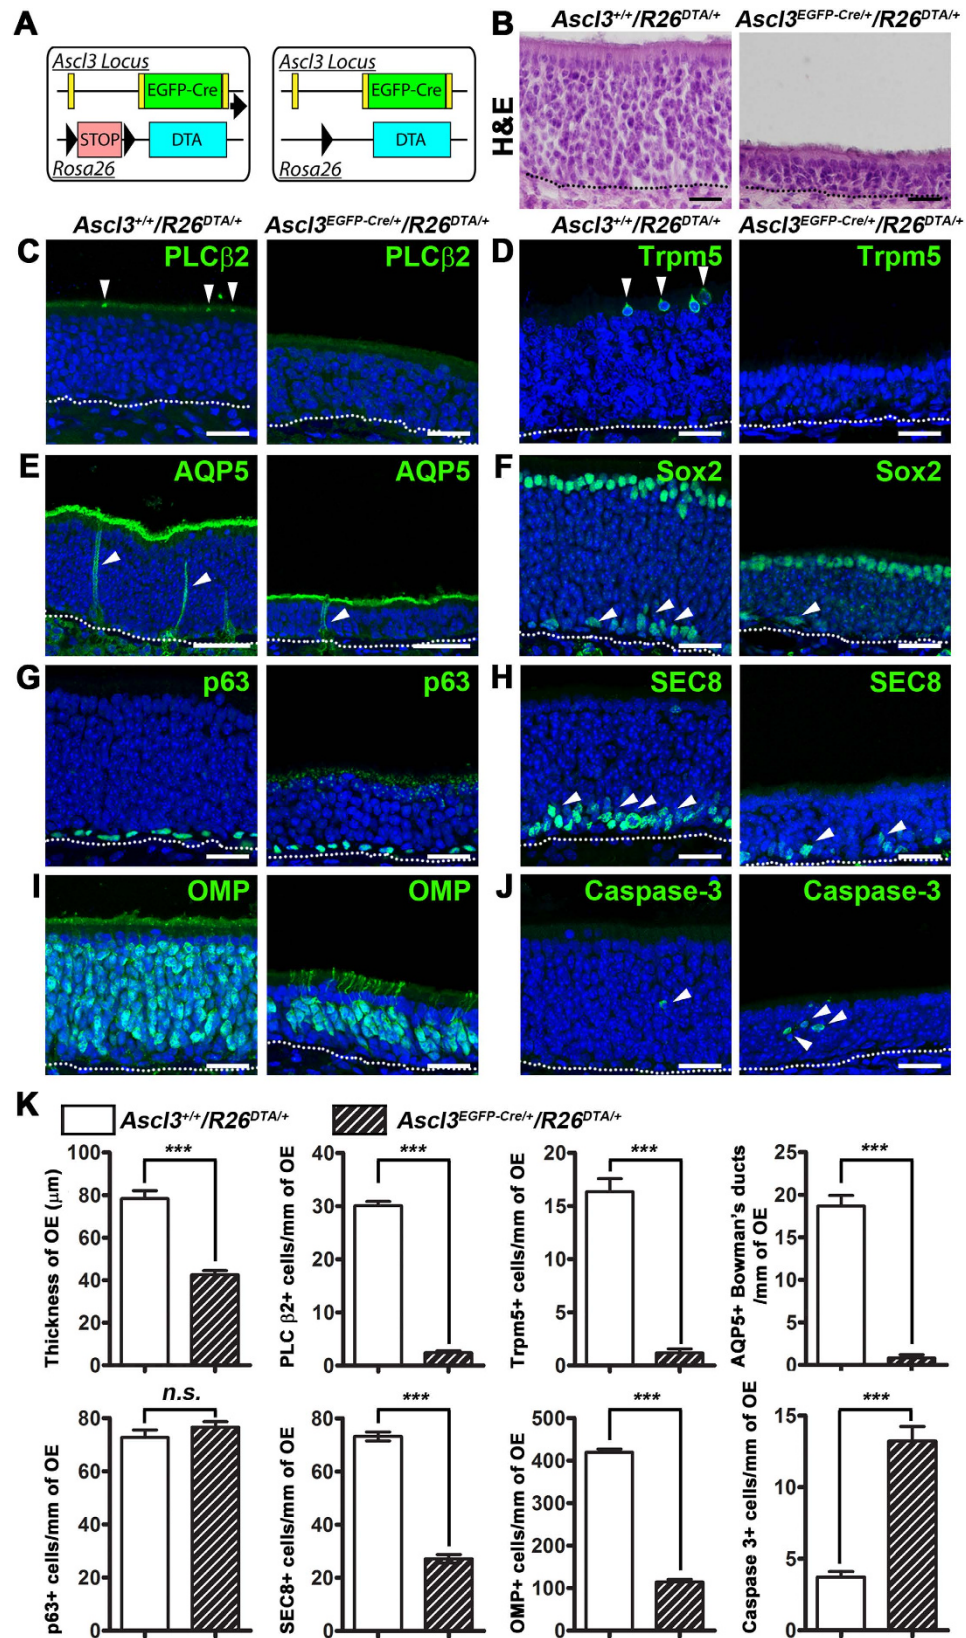 A
Ascl3 Locus
EGFP-Cre
STOP
DTA
Rosa26
Ascl3 Locus
EGFP-Cre
DTA
Rosa26
B
Ascl3+/+/R26DTA/+
Ascl3EGFP-Cre/+/R26DTA/+
H&E
Ascl3+/+/R26DTA/+
Ascl3EGFP-Cre/+/R26DTA/+
Ascl3+/+/R26DTA/+
Ascl3EGFP-Cre/+/R26DTA/+
C
PLCβ2
PLCβ2
D
Trpm5
Trpm5
E
AQP5
AQP5
F
Sox2
Sox2
G
p63
p63
H
SEC8
SEC8
I
OMP
OMP
J
Caspase-3
Caspase-3
K
Ascl3+/+/R26DTA/+
Ascl3EGFP-Cre/+/R26DTA/+
Thickness of OE (μm)
100
80
60
40
20
0
***
PLC β2+ cells/mm of OE
40
30
20
10
0
***
Trpm5+ cells/mm of OE
20
15
10
5
0
***
AQP5+ Bowman's ducts
/mm of OE
25
20
15
10
5
0
***
p63+ cells/mm of OE
80
60
40
20
0
n.s.
SEC8+ cells/mm of OE
80
60
40
20
0
***
OMP+ cells/mm of OE
500
400
300
200
100
0
***
Caspase 3+ cells/mm of OE
15
10
5
0
***